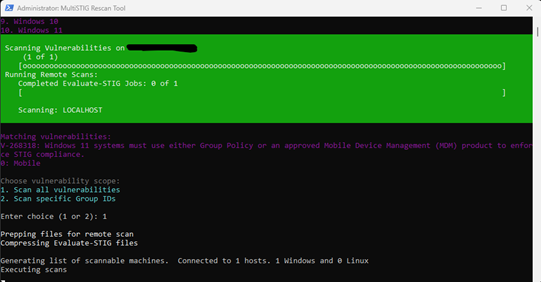 Administrator: MultiSTIG Rescan Tool
9. Windows 10
10. Windows 11
Scanning Vulnerabilities on
(1 of 1)
[oooooooooooooooooooooooooooooooooooooooooooooooooooooooooooooooooooooooooooooooooooooooooooooooooooooooooooooo]
Running Remote Scans:
Completed Evaluate-STIG Jobs: 0 of 1
[ ]
Scanning: LOCALHOST
Matching vulnerabilities:
V-268318: Windows 11 systems must use either Group Policy or an approved Mobile Device Management (MDM) product to enfor
ce STIG compliance.
0: Mobile
Choose vulnerability scope:
1. Scan all vulnerabilities
2. Scan specific Group IDs
Enter choice (1 or 2): 1
Prepping files for remote scan
Compressing Evaluate-STIG files
Generating list of scannable machines. Connected to 1 hosts. 1 Windows and 0 Linux
Executing scans